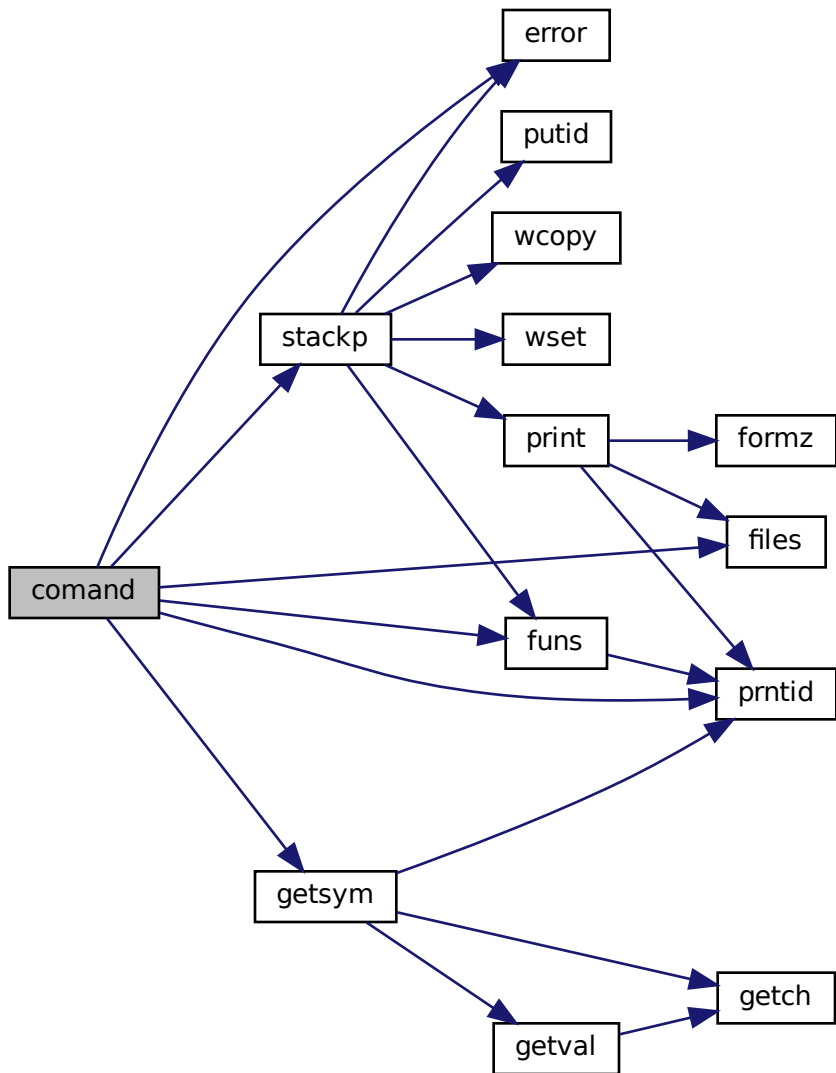 error
putid
wcopy
stackp
wset
print
formz
files
comand
funs
prntid
getsym
getch
getval